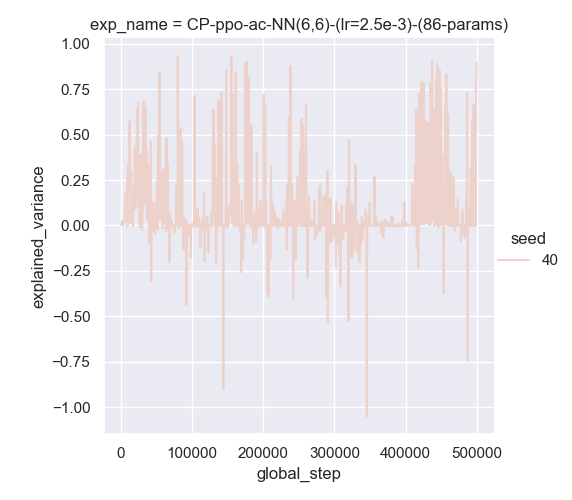 exp_name = CP-ppo-ac-NN(6,6)-(lr=2.5e-3)-(86-params)
1.00
0.75
0.50
0.25
0.00
−0.25
−0.50
−0.75
−1.00
explained_variance
seed
40
0 100000 200000 300000 400000 500000
global_step